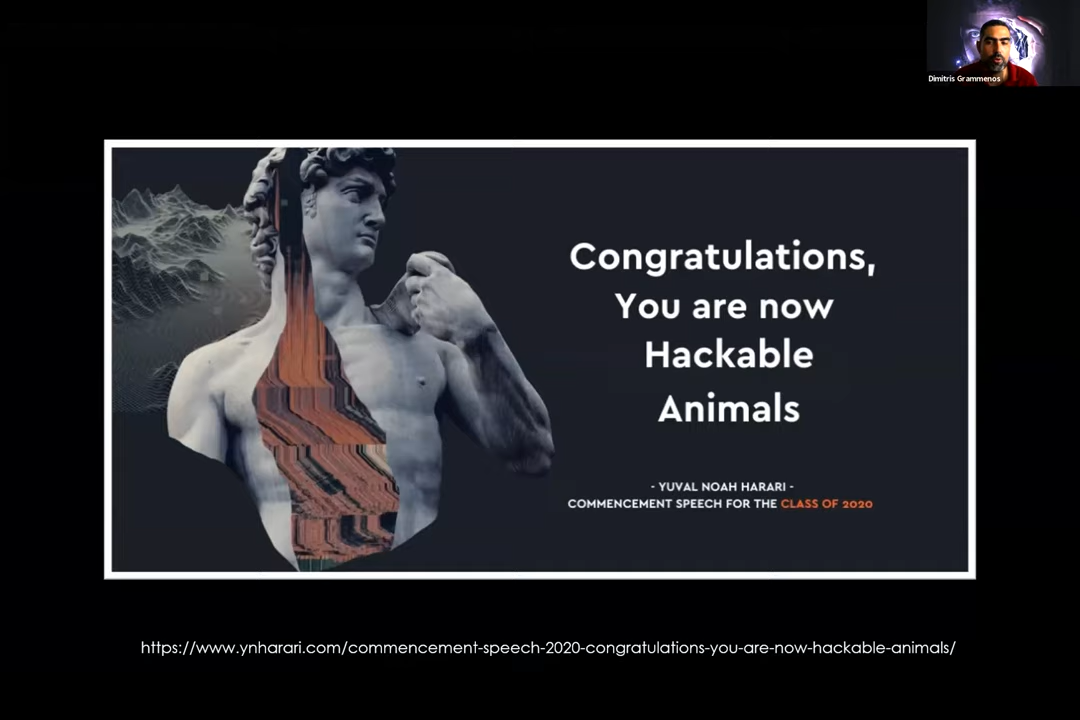 Dimitris Grammenos
Congratulations,
You are now
Hackable
Animals
- YUVAL NOAH HARARI -
COMMENCEMENT SPEECH FOR THE CLASS OF 2020
https://www.ynharari.com/commencement-speech-2020-congratulations-you-are-now-hackable-animals/